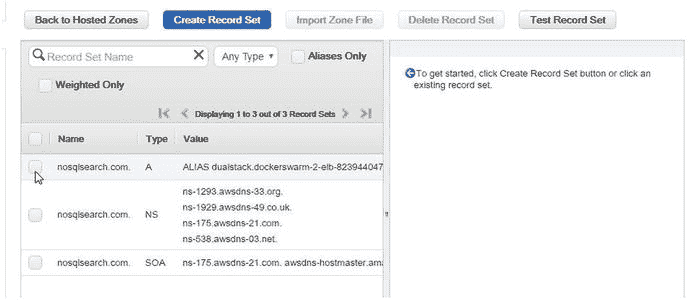 Back to Hosted Zones Create Record Set Import Zone File Delete Record Set Test Record Set
Record Set Name Any Type Aliases Only
Weighted Only
Displaying 1 to 3 out of 3 Record Sets
Name Type Value
nosqlsearch.com. A ALIAS dualstack.dockerswarm-2-elb-823944047
nosqlsearch.com. NS ns-1293.awsdns-33.org.
ns-1929.awsdns-49.co.uk.
ns-175.awsdns-21.com.
ns-538.awsdns-03.net.
nosqlsearch.com. SOA ns-175.awsdns-21.com. awsdns-hostmaster.ama
To get started, click Create Record Set button or click an
existing record set.